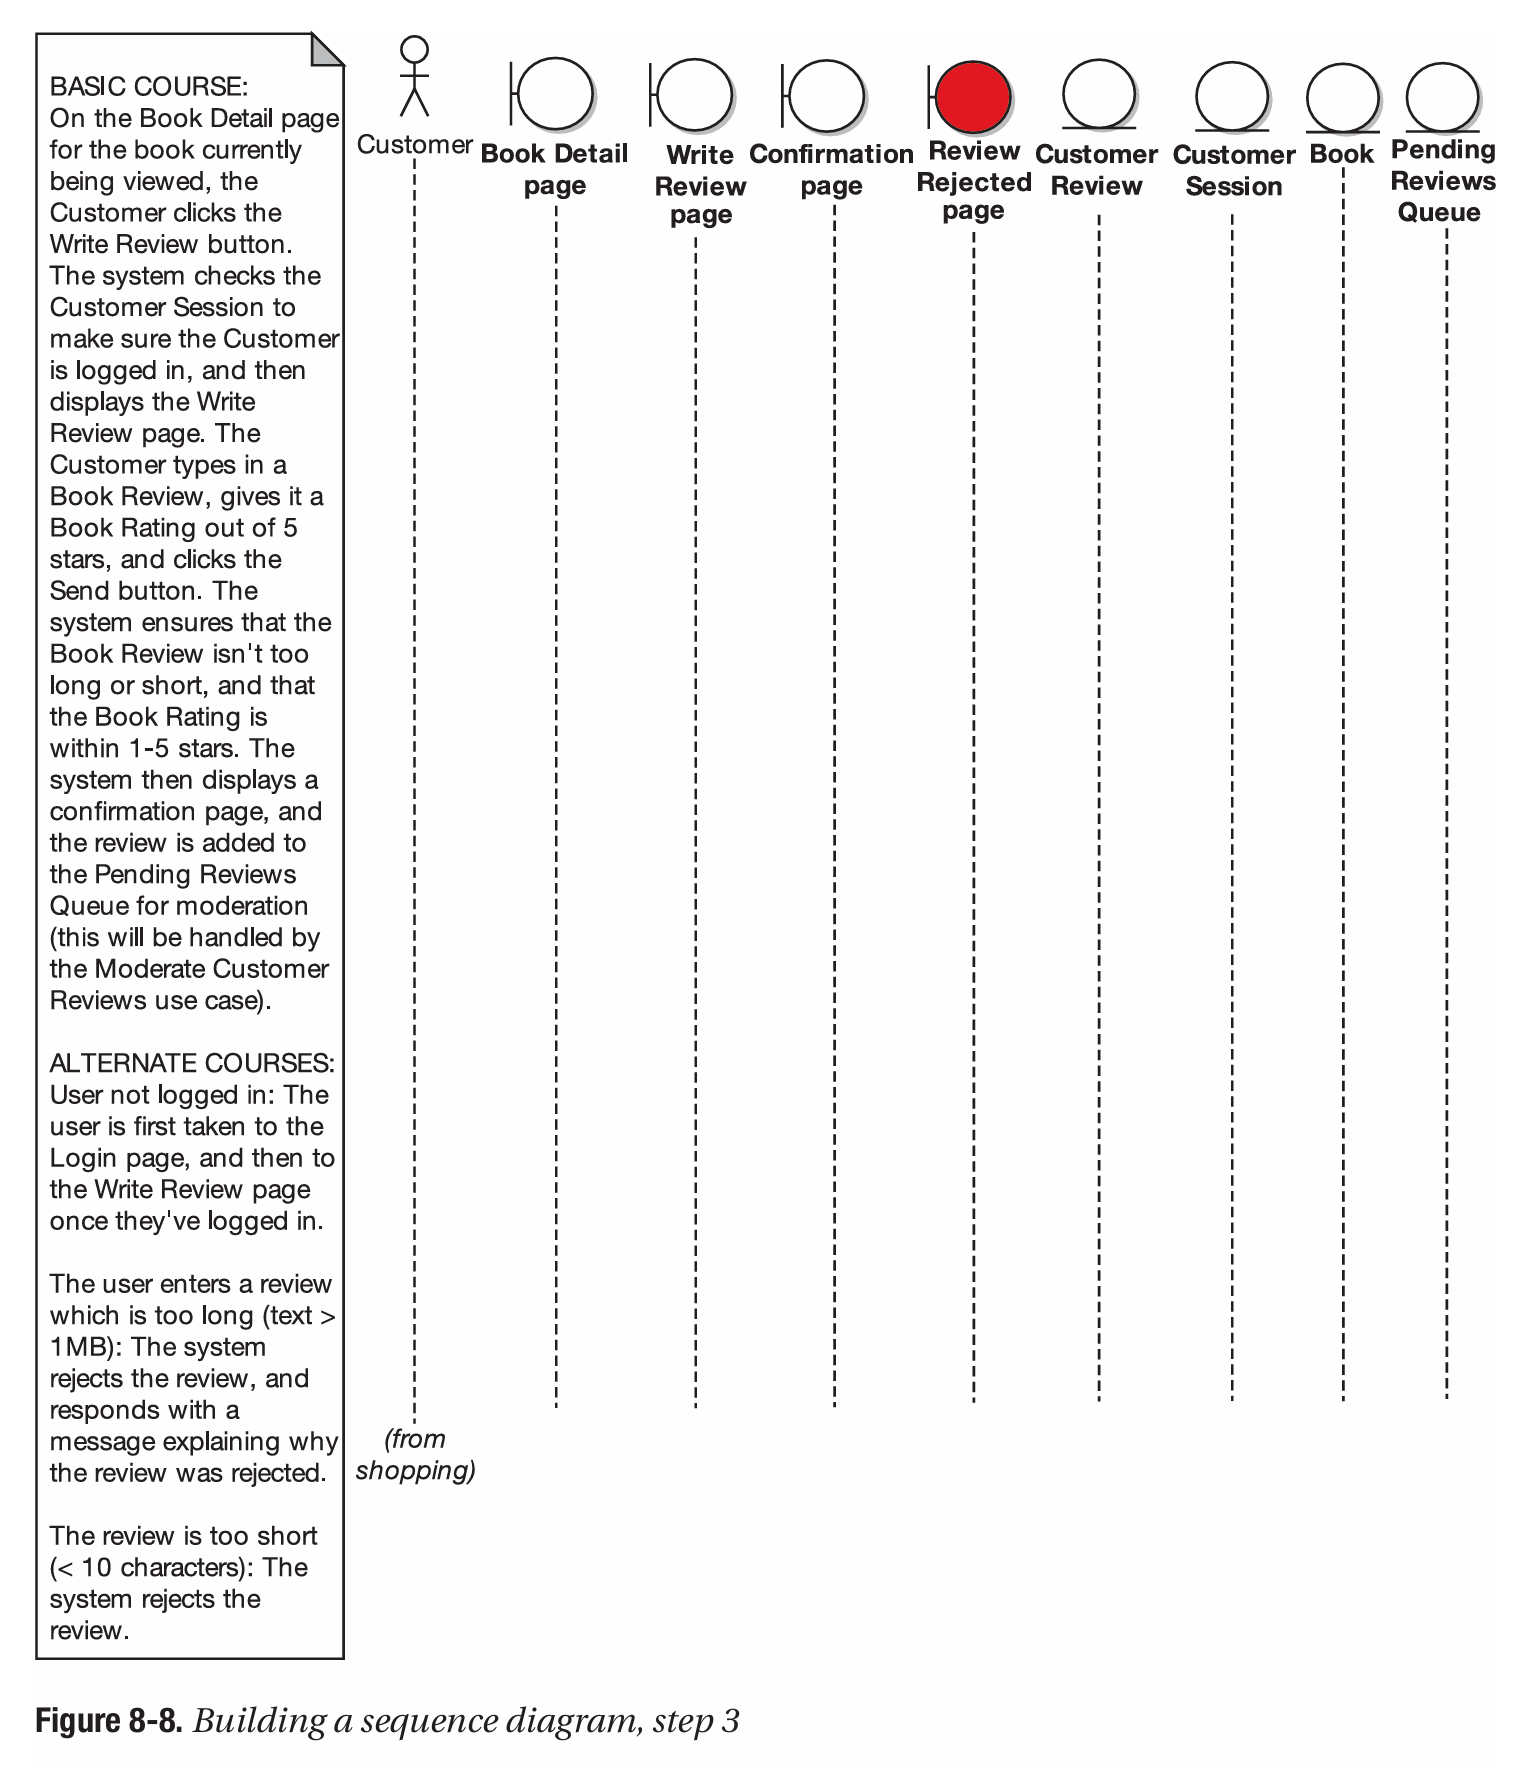 BASIC COURSE:
On the Book Detail page
for the book currently
being viewed, the
Customer clicks the
Write Review button.
The system checks the
Customer Session to
make sure the Customer
is logged in, and then
displays the Write
Review page. The
Customer types in a
Book Review, gives it a
Book Rating out of 5
stars, and clicks the
Send button. The
system ensures that the
Book Review isn't too
long or short, and that
the Book Rating is
within 1-5 stars. The
system then displays a
confirmation page, and
the review is added to
the Pending Reviews
Queue for moderation
(this will be handled by
the Moderate Customer
Reviews use case).
ALTERNATE COURSES:
User not logged in: The
user is first taken to the
Login page, and then to
the Write Review page
once they've logged in.
The user enters a review
which is too long (text >
1MB): The system
rejects the review, and
responds with a
message explaining why
the review was rejected.
The review is too short
(< 10 characters): The
system rejects the
review.
Customer
Book Detail
page
Write
Review
page
Confirmation
page
Review
Rejected
page
Customer
Review
Customer
Session
Book
Pending
Reviews
Queue
(from
shopping)
Figure 8-8. Building a sequence diagram, step 3